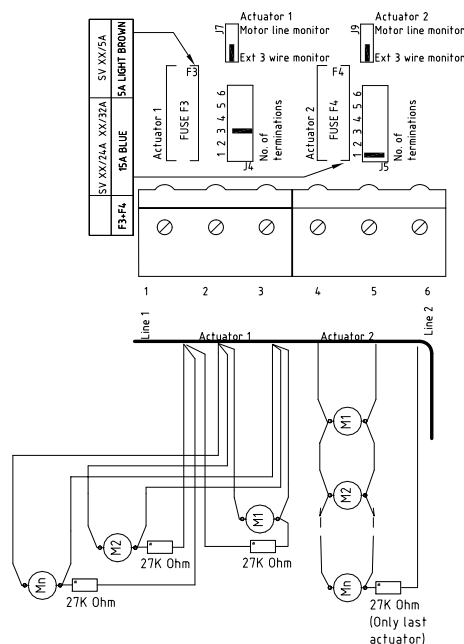 Actuator 1
Motor line monitor
J7
Ext 3 wire monitor
Actuator 2
Motor line monitor
J9
Ext 3 wire monitor
SV XX/5A
5A LIGHT BROWN
SV XX/24A XX/32A
15A BLUE
F3+F4
F3
FUSE F3
Actuator 1
1 2 3 4 5 6
J4
No. of
terminations
F4
FUSE F4
Actuator 2
1 2 3 4 5 6
J5
No. of
terminations
1 2 3 4 5 6
Line 1
Actuator 1
Actuator 2
Line 2
M1
M2
M1
M2
Mn
Mn
27K Ohm
27K Ohm
27K Ohm
27K Ohm
(Only last
actuator)